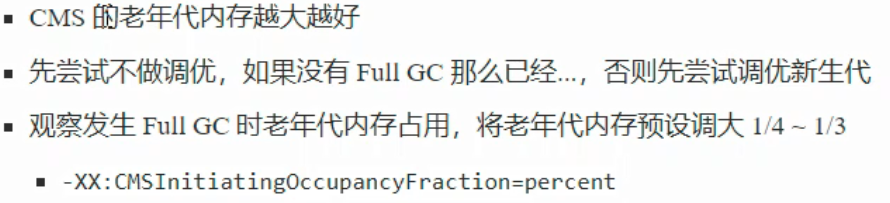 CMS 的老年代内存越大越好
先尝试不做调优，如果没有 Full GC 那么已经...，否则先尝试调优新生代
观察发生 Full GC 时老年代内存占用，将老年代内存预设调大 1/4 ~ 1/3
-XX:CMSInitiatingOccupancyFraction=percent